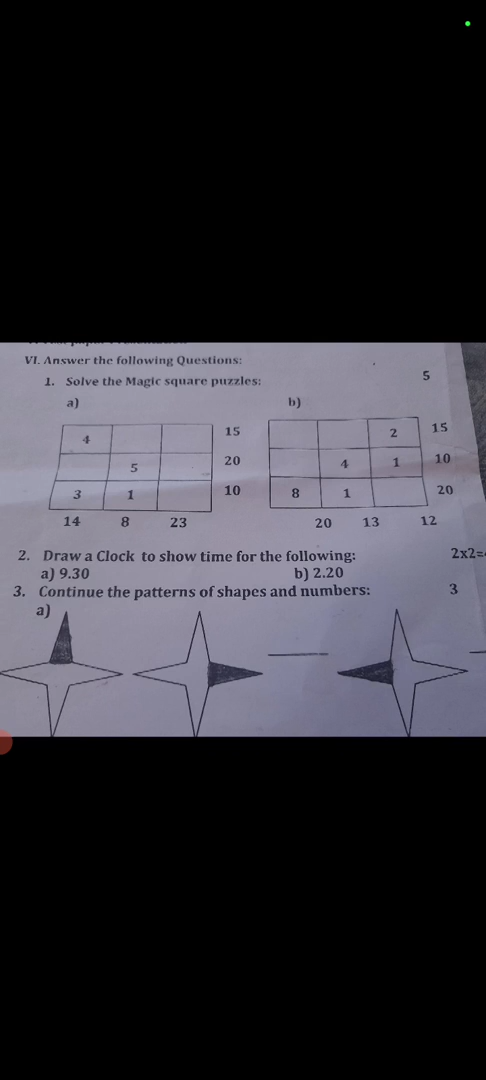 VI. Answer the following Questions:
1. Solve the Magic square puzzles: 5
a) b)
4 15 2 15
5 20 4 1 10
3 1 10 8 1 20
14 8 23 20 13 12
2. Draw a Clock to show time for the following: 2x2=
a) 9.30 b) 2.20
3. Continue the patterns of shapes and numbers: 3
a)